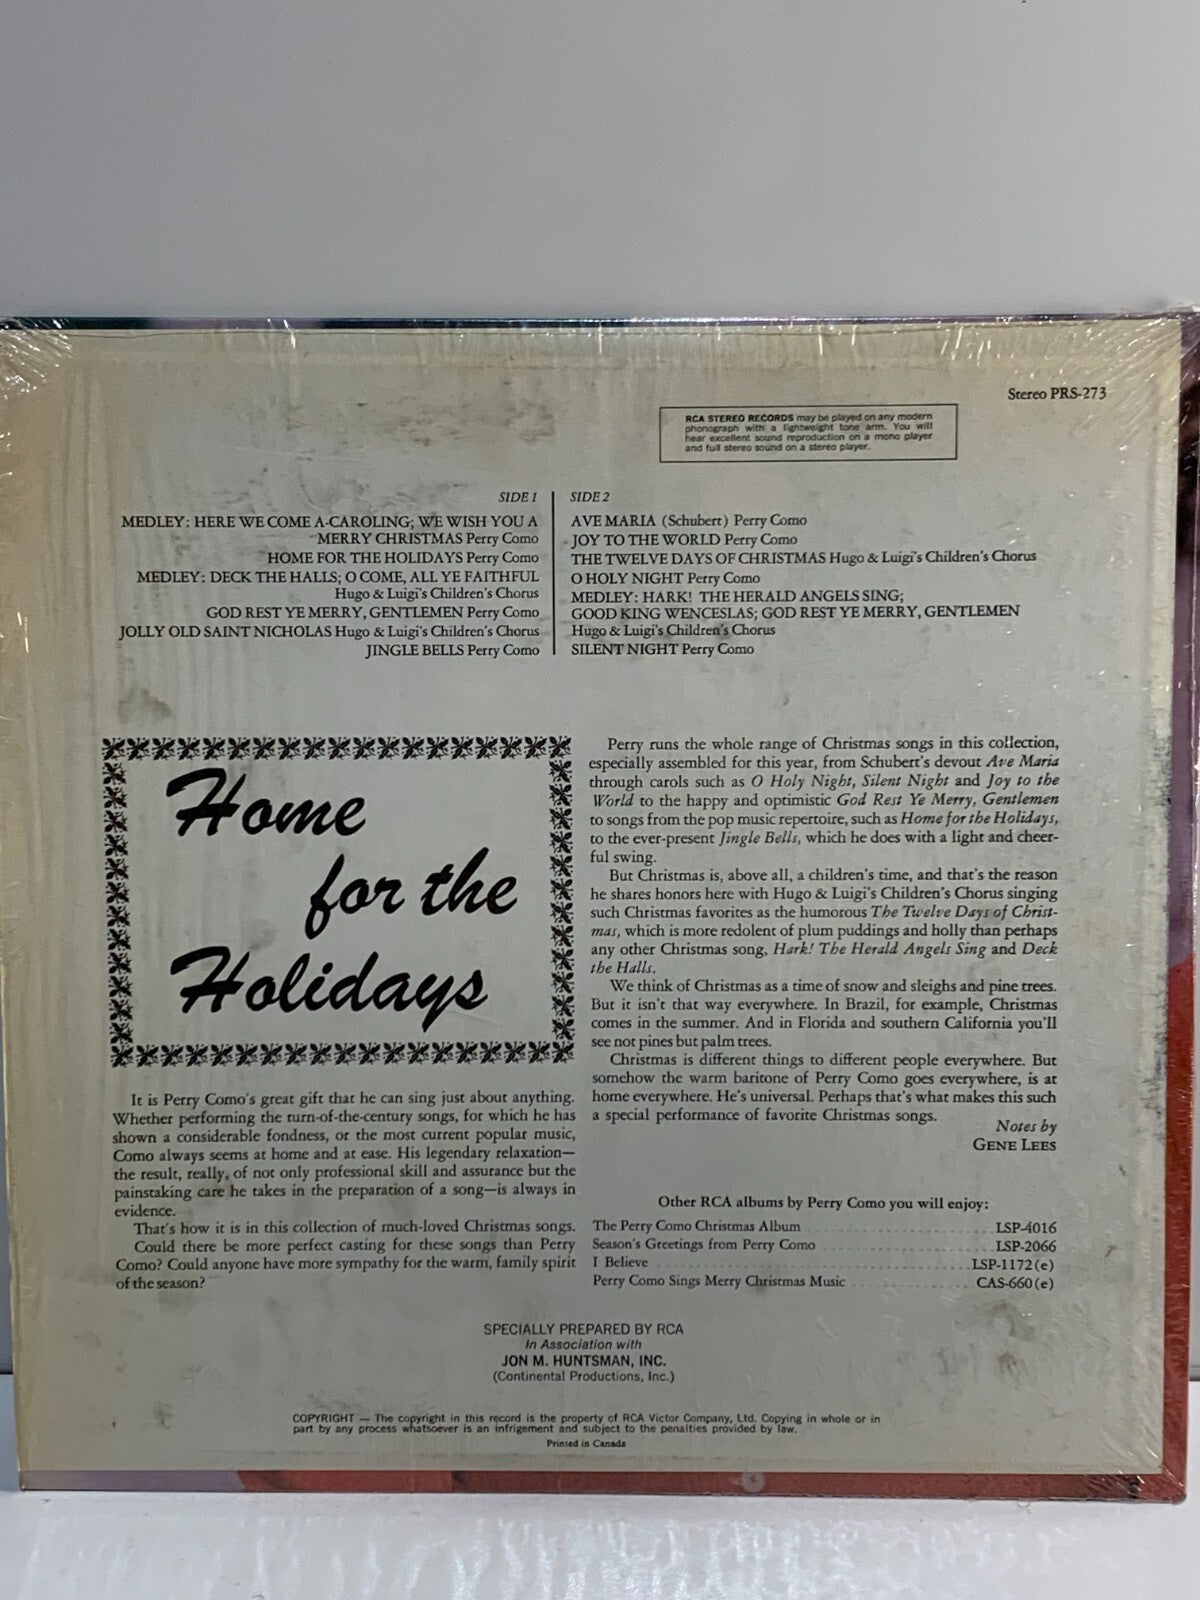 Stereo PRS-273
RCA STEREO RECORDS may be played on any modern
phonograph with a lightweight tone arm. You will
hear excellent sound reproduction on a mono player
and full stereo sound on a stereo player.
SIDE 1
MEDLEY: HERE WE COME A-CAROLING; WE WISH YOU A
MERRY CHRISTMAS Perry Como
HOME FOR THE HOLIDAYS Perry Como
MEDLEY: DECK THE HALLS; O COME, ALL YE FAITHFUL
Hugo & Luigi's Children's Chorus
GOD REST YE MERRY, GENTLEMEN Perry Como
JOLLY OLD SAINT NICHOLAS Hugo & Luigi's Children's Chorus
JINGLE BELLS Perry Como
SIDE 2
AVE MARIA (Schubert) Perry Como
JOY TO THE WORLD Perry Como
THE TWELVE DAYS OF CHRISTMAS Hugo & Luigi's Children's Chorus
O HOLY NIGHT Perry Como
MEDLEY: HARK! THE HERALD ANGELS SING;
GOOD KING WENCESLAS; GOD REST YE MERRY, GENTLEMEN
Hugo & Luigi's Children's Chorus
SILENT NIGHT Perry Como
Home
for the
Holidays
It is Perry Como's great gift that he can sing just about anything.
Whether performing the turn-of-the-century songs, for which he has
shown a considerable fondness, or the most current popular music,
Como always seems at home and at ease. His legendary relaxation—
the result, really, of not only professional skill and assurance but the
painstaking care he takes in the preparation of a song—is always in
evidence.
That's how it is in this collection of much-loved Christmas songs.
Could there be more perfect casting for these songs than Perry
Como? Could anyone have more sympathy for the warm, family spirit
of the season?
Perry runs the whole range of Christmas songs in this collection,
especially assembled for this year, from Schubert's devout Ave Maria
through carols such as O Holy Night, Silent Night and Joy to the
World to the happy and optimistic God Rest Ye Merry, Gentlemen
to songs from the pop music repertoire, such as Home for the Holidays,
to the ever-present Jingle Bells, which he does with a light and cheer-
ful swing.
But Christmas is, above all, a children's time, and that's the reason
he shares honors here with Hugo & Luigi's Children's Chorus singing
such Christmas favorites as the humorous The Twelve Days of Christ-
mas, which is more redolent of plum puddings and holly than perhaps
any other Christmas song, Hark! The Herald Angels Sing and Deck
the Halls.
We think of Christmas as a time of snow and sleighs and pine trees.
But it isn't that way everywhere. In Brazil, for example, Christmas
comes in the summer. And in Florida and southern California you'll
see not pines but palm trees.
Christmas is different things to different people everywhere. But
somehow the warm baritone of Perry Como goes everywhere, is at
home everywhere. He's universal. Perhaps that's what makes this such
a special performance of favorite Christmas songs.
Notes by
GENE LEES
Other RCA albums by Perry Como you will enjoy:
The Perry Como Christmas Album LSP-4016
Season's Greetings from Perry Como LSP-2066
I Believe LSP-1172(e)
Perry Como Sings Merry Christmas Music CAS-660(e)
SPECIALLY PREPARED BY RCA
In Association with
JON M. HUNTSMAN, INC.
(Continental Productions, Inc.)
COPYRIGHT — The copyright in this record is the property of RCA Victor Company, Ltd. Copying in whole or in
part by any process whatsoever is an infrigement and subject to the penalties provided by law.
Printed in Canada